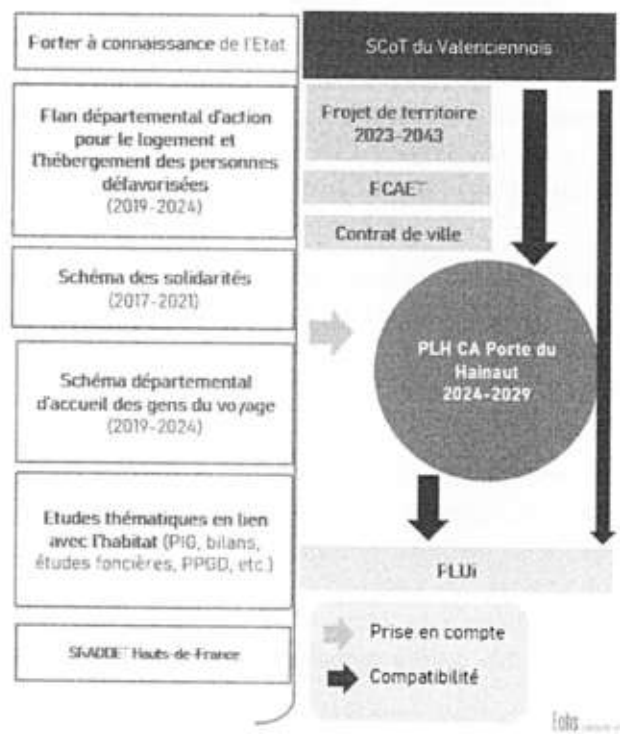 Porter à connaissance de l'Etat
Plan départemental d'action
pour le logement et
l'hébergement des personnes
défavorisées
(2019-2024)
Schéma des solidarités
(2017-2021)
Schéma départemental
d'accueil des gens du voyage
(2019-2024)
Etudes thématiques en lien
avec l'habitat (PIG, bilans,
études foncières, PPGD, etc.)
SRADDET Hauts-de-France
SCoT du Valenciennois
Projet de territoire
2023-2043
PCAET
Contrat de ville
PLH CA Porte du
Hainaut
2024-2029
PLUi
Prise en compte
Compatibilité
Eohs